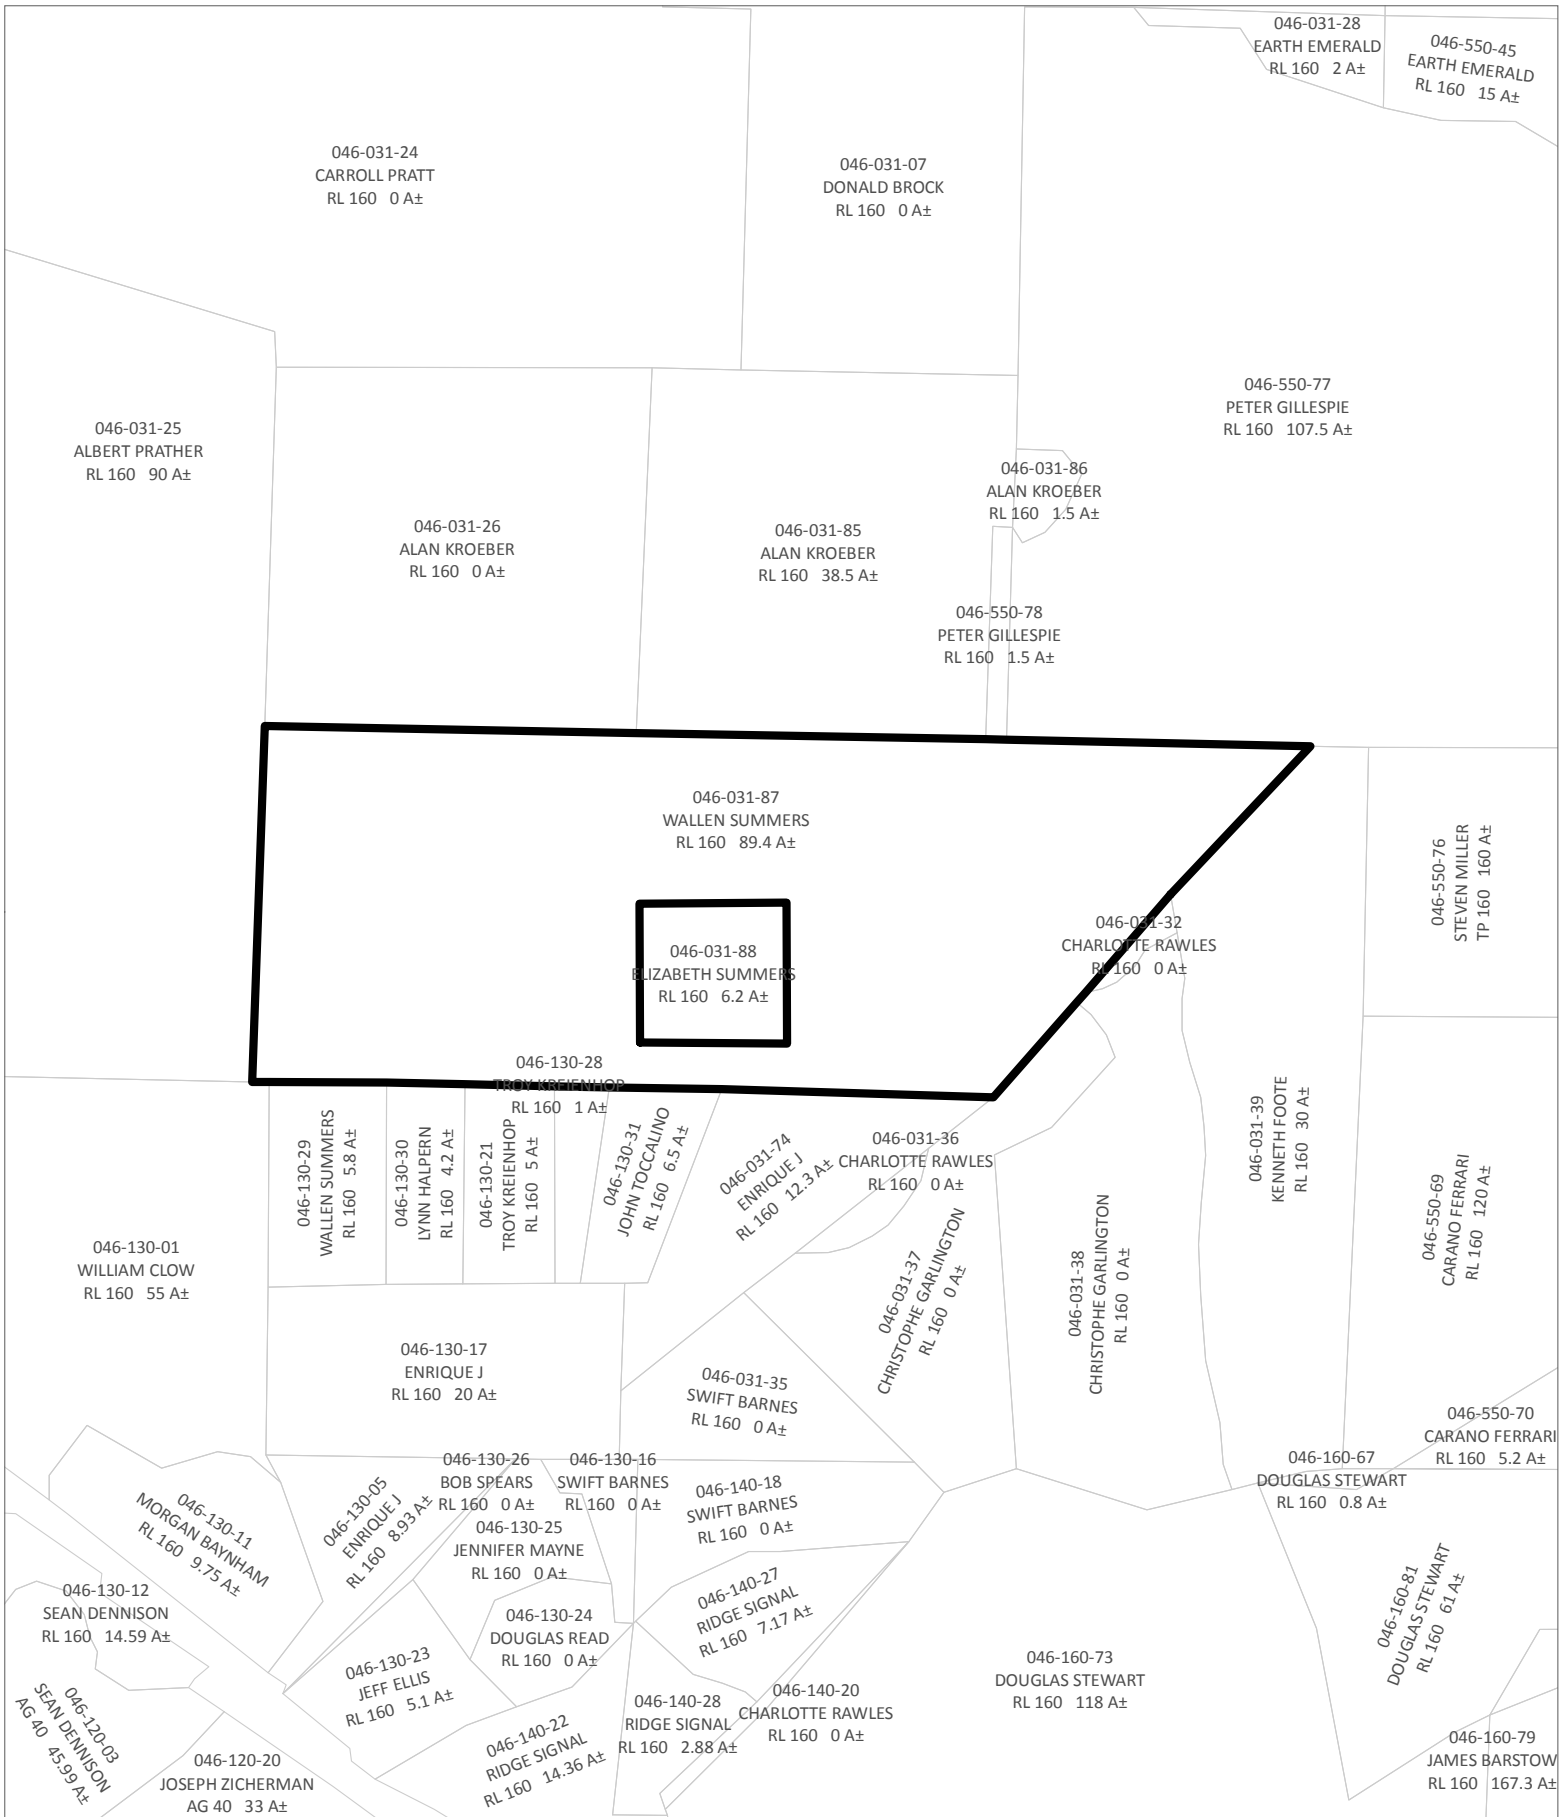 046-031-28
EARTH EMERALD
RL 160 2 A±
046-550-45
EARTH EMERALD
RL 160 15 A±
046-031-24
CARROLL PRATT
RL 160 0 A±
046-031-07
DONALD BROCK
RL 160 0 A±
046-550-77
PETER GILLESPIE
RL 160 107.5 A±
046-031-25
ALBERT PRATHER
RL 160 90 A±
046-031-86
ALAN KROEBER
RL 160 1.5 A±
046-031-26
ALAN KROEBER
RL 160 0 A±
046-031-85
ALAN KROEBER
RL 160 38.5 A±
046-550-78
PETER GILLESPIE
RL 160 1.5 A±
046-031-87
WALLEN SUMMERS
RL 160 89.4 A±
046-550-76
STEVEN MILLER
TP 160 160 A±
046-031-32
CHARLOTTE RAWLES
RL 160 0 A±
046-031-88
ELIZABETH SUMMERS
RL 160 6.2 A±
046-130-28
TROY KREIENHOP
RL 160 1 A±
046-130-29
WALLEN SUMMERS
RL 160 5.8 A±
046-130-30
LYNN HALPERN
RL 160 4.2 A±
046-130-21
TROY KREIENHOP
RL 160 5 A±
046-130-31
JOHN TOCCALINO
RL 160 6.5 A±
046-031-74
ENRIQUE J
RL 160 12.3 A±
046-031-36
CHARLOTTE RAWLES
RL 160 0 A±
046-031-39
KENNETH FOOTE
RL 160 30 A±
046-550-69
CARANO FERRARI
RL 160 120 A±
046-130-01
WILLIAM CLOW
RL 160 55 A±
046-031-37
CHRISTOPHE GARLINGTON
RL 160 0 A±
046-031-38
CHRISTOPHE GARLINGTON
RL 160 0 A±
046-130-17
ENRIQUE J
RL 160 20 A±
046-031-35
SWIFT BARNES
RL 160 0 A±
046-550-70
CARANO FERRARI
RL 160 5.2 A±
046-130-26
BOB SPEARS
RL 160 0 A±
046-130-16
SWIFT BARNES
RL 160 0 A±
046-160-67
DOUGLAS STEWART
RL 160 0.8 A±
046-140-18
SWIFT BARNES
RL 160 0 A±
046-130-11
MORGAN BAYNHAM
RL 160 9.75 A±
046-130-05
ENRIQUE J
RL 160 8.93 A±
046-130-25
JENNIFER MAYNE
RL 160 0 A±
046-130-12
SEAN DENNISON
RL 160 14.59 A±
046-130-24
DOUGLAS READ
RL 160 0 A±
046-140-27
RIDGE SIGNAL
RL 160 7.17 A±
046-160-81
DOUGLAS STEWART
RL 160 61 A±
046-130-23
JEFF ELLIS
RL 160 5.1 A±
046-160-73
DOUGLAS STEWART
RL 160 118 A±
046-120-03
SEAN DENNISON
AG 40 45.99 A±
046-140-28
RIDGE SIGNAL
RL 160 2.88 A±
046-140-20
CHARLOTTE RAWLES
RL 160 0 A±
046-140-22
RIDGE SIGNAL
RL 160 14.36 A±
046-120-20
JOSEPH ZICHERMAN
AG 40 33 A±
046-160-79
JAMES BARSTOW
RL 160 167.3 A±